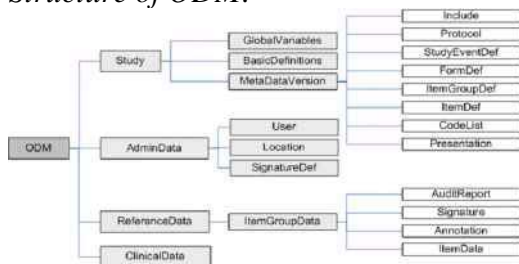 Structure of ODM:
Include
Protocol
GlobalVariables
StudyEventDef
Study
BasicDefinitions
FormDef
MetaDataVersion
ItemGroupDef
ItemDef
User
CodeList
ODM
AdminData
Location
Presentation
SignatureDef
AuditReport
ReferenceData
ItemGroupData
Signature
Annotation
ClinicalData
ItemData